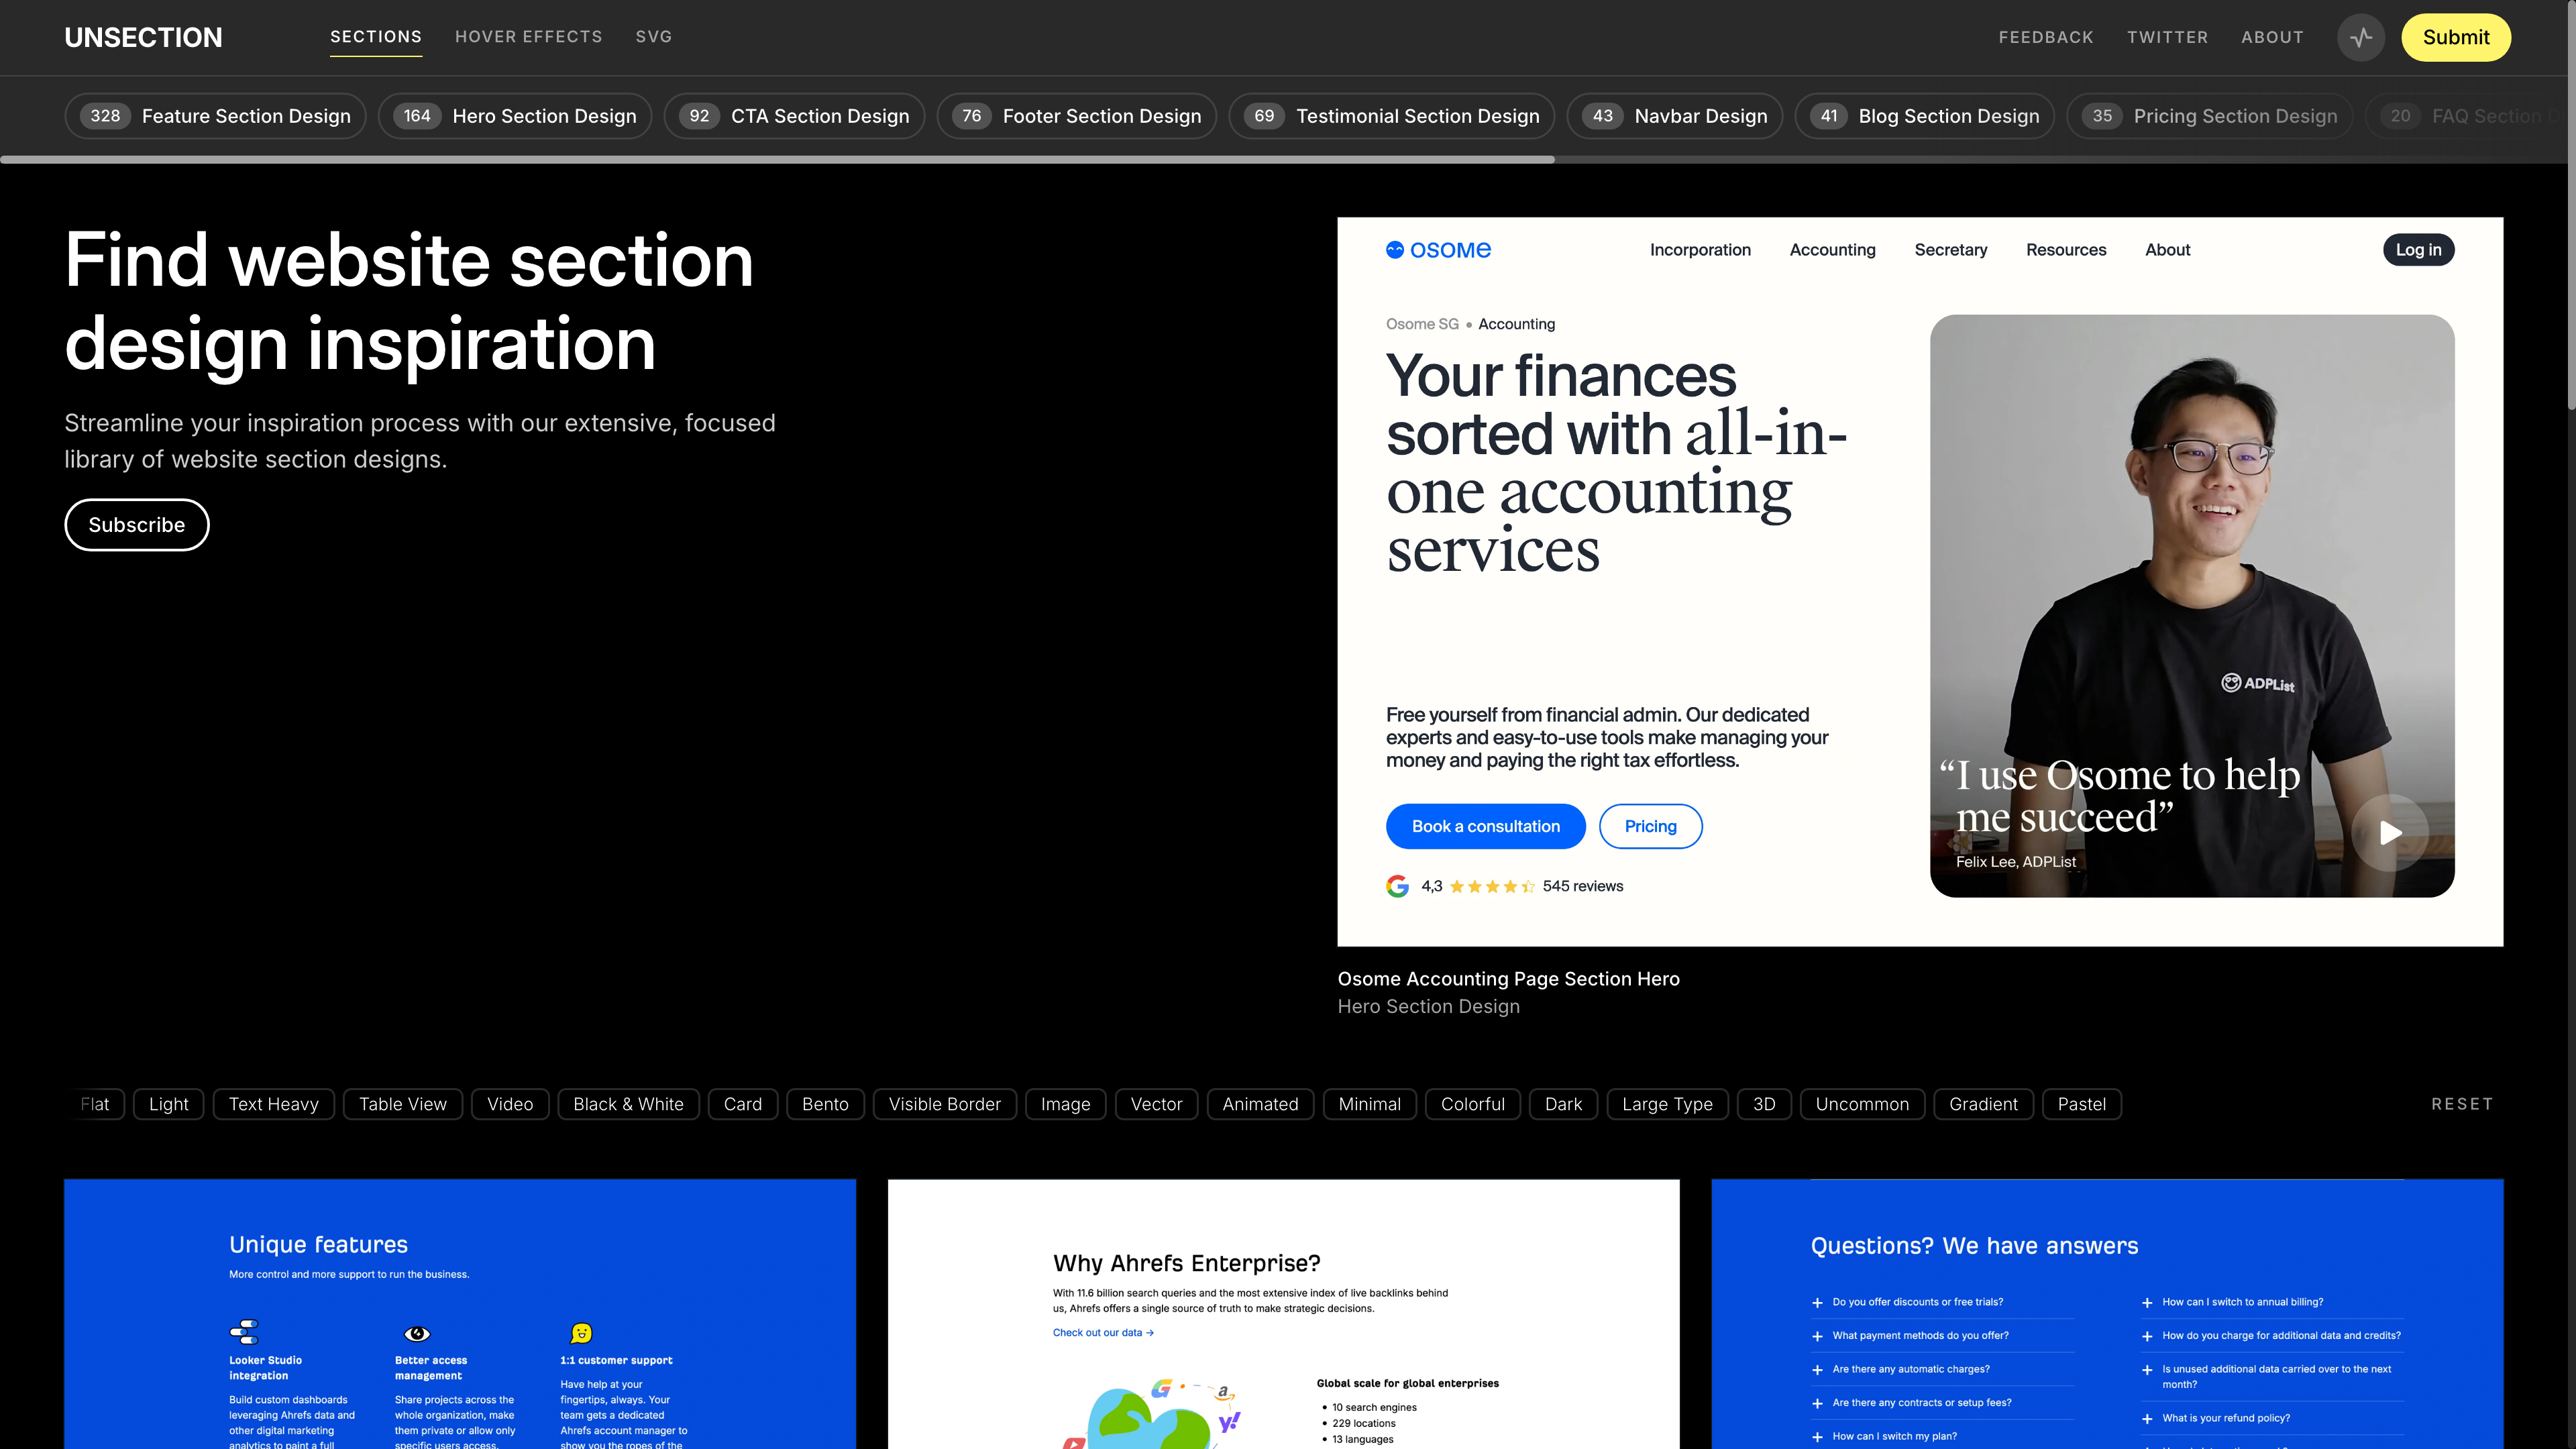 UNSECTION
SECTIONS
HOVER EFFECTS
SVG
FEEDBACK
TWITTER
ABOUT
Submit
328 Feature Section Design
164 Hero Section Design
92 CTA Section Design
76 Footer Section Design
69 Testimonial Section Design
43 Navbar Design
41 Blog Section Design
35 Pricing Section Design
20 FAQ Section
Find website section
design inspiration
Streamline your inspiration process with our extensive, focused
library of website section designs.
Subscribe
osome
Incorporation
Accounting
Secretary
Resources
About
Log in
Osome SG • Accounting
Your finances
sorted with all-in-
one accounting
services
Free yourself from financial admin. Our dedicated
experts and easy-to-use tools make managing your
money and paying the right tax effortless.
Book a consultation
Pricing
G 4,3 545 reviews
ADPList
“I use Osome to help
me succeed”
Felix Lee, ADPList
Osome Accounting Page Section Hero
Hero Section Design
Flat
Light
Text Heavy
Table View
Video
Black & White
Card
Bento
Visible Border
Image
Vector
Animated
Minimal
Colorful
Dark
Large Type
3D
Uncommon
Gradient
Pastel
RESET
Unique features
More control and more support to run the business.
Looker Studio
integration
Build custom dashboards
leveraging Ahrefs data and
other digital marketing
analytics to paint a full
Better access
management
Share projects across the
whole organization, make
them private or allow only
specific users access.
1:1 customer support
Have help at your
fingertips, always. Your
team gets a dedicated
Ahrefs account manager to
show you the ropes of the
Why Ahrefs Enterprise?
With 11.6 billion search queries and the most extensive index of live backlinks behind
us, Ahrefs offers a single source of truth to make strategic decisions.
Check out our data →
G
a
y!
Global scale for global enterprises
• 10 search engines
• 229 locations
• 13 languages
Questions? We have answers
+ Do you offer discounts or free trials?
+ What payment methods do you offer?
+ Are there any automatic charges?
+ Are there any contracts or setup fees?
+ How can I switch my plan?
+ How can I switch to annual billing?
+ How do you charge for additional data and credits?
+ Is unused additional data carried over to the next
month?
+ What is your refund policy?